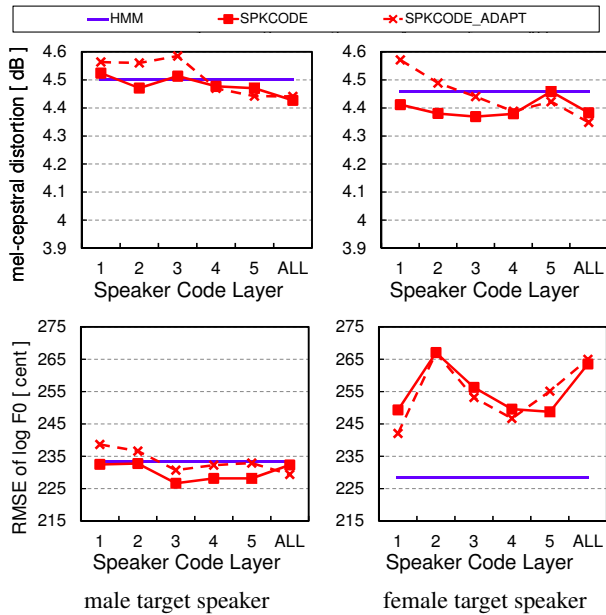 HMM SPKCODE SPKCODE_ADAPT
mel-cepstral distortion [ dB]
4.6 4.6
4.5 4.5
4.4 4.4
4.3 4.3
4.2 4.2
4.1 4.1
4 4
3.9 3.9
1 2 3 4 5 ALL 1 2 3 4 5 ALL
Speaker Code Layer Speaker Code Layer
RMSE of log F0 [ cent ]
275 275
265 265
255 255
245 245
235 235
225 225
215 215
1 2 3 4 5 ALL 1 2 3 4 5 ALL
Speaker Code Layer Speaker Code Layer
male target speaker female target speaker